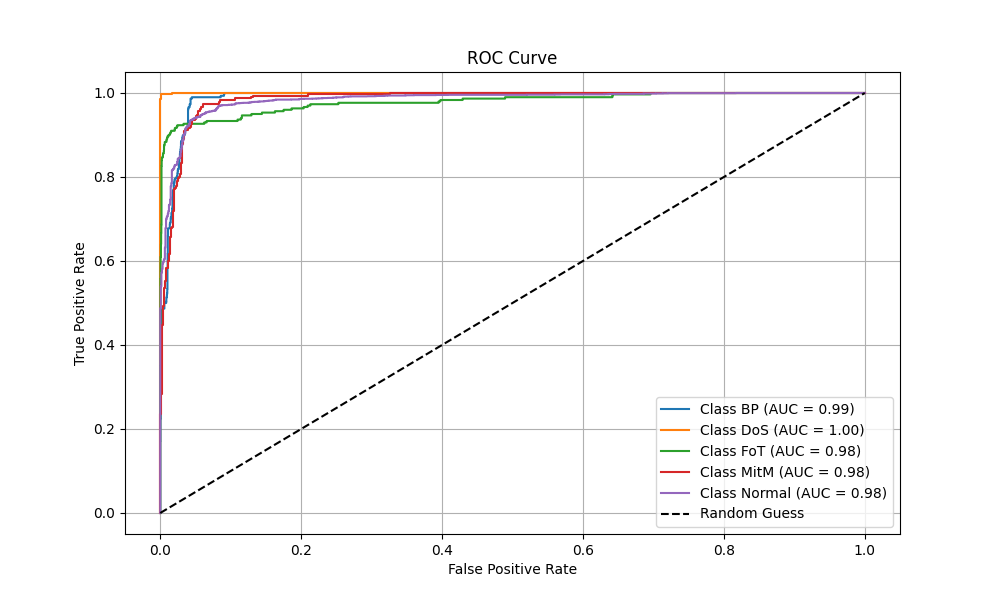 ROC Curve
True Positive Rate
1.0
0.8
0.6
0.4
0.2
0.0
0.0 0.2 0.4 0.6 0.8 1.0
False Positive Rate
Class BP (AUC = 0.99)
Class DoS (AUC = 1.00)
Class FoT (AUC = 0.98)
Class MitM (AUC = 0.98)
Class Normal (AUC = 0.98)
Random Guess